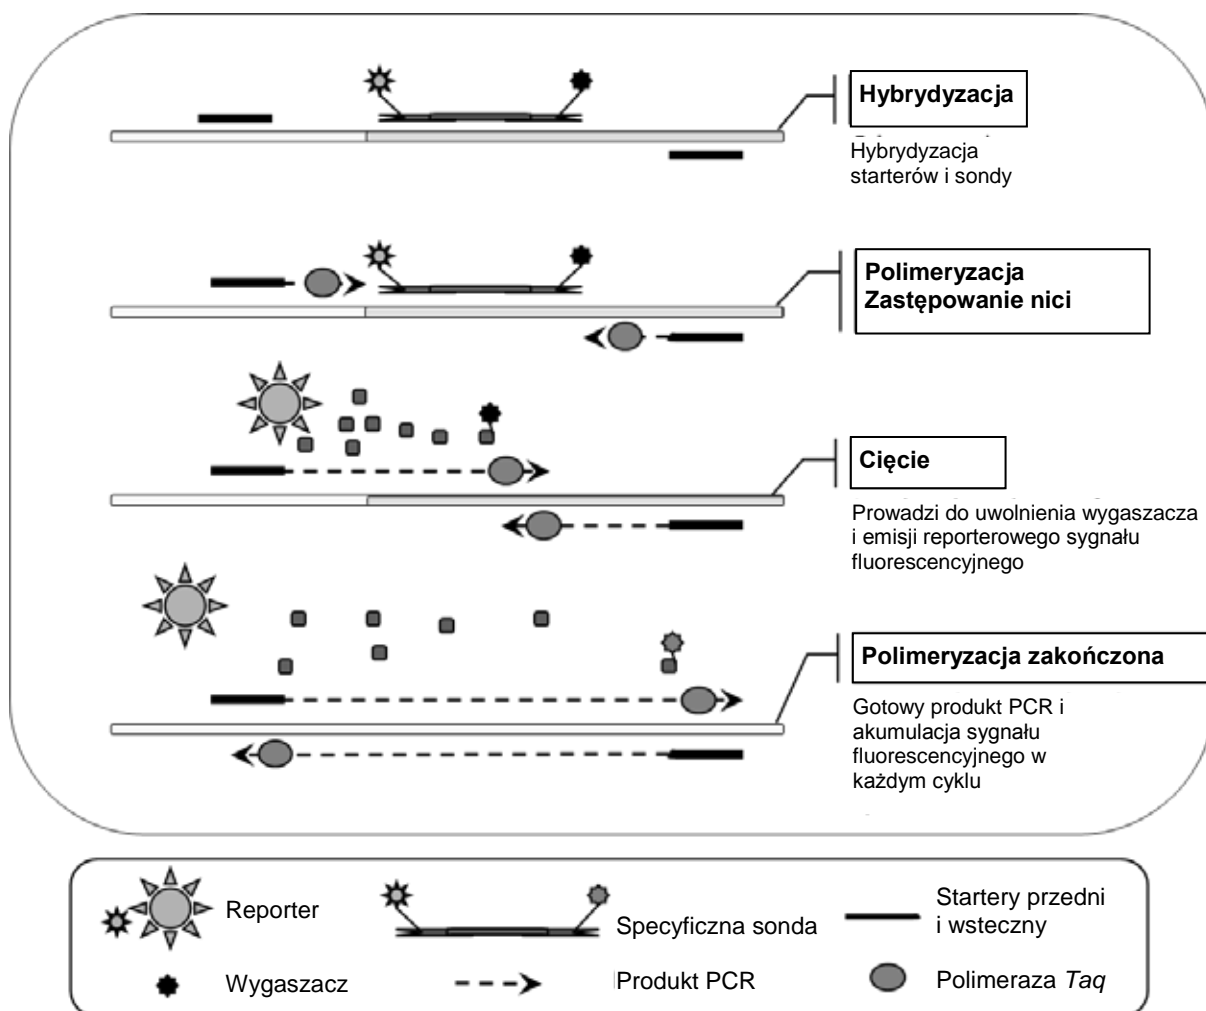 Hybrydyzacja
Hybrydyzacja
starterów i sondy
Polimeryzacja
Zastępowanie nici
Cięcie
Prowadzi do uwolnienia wygaszacza
i emisji reporterowego sygnału
fluorescencyjnego
Polimeryzacja zakończona
Gotowy produkt PCR i
akumulacja sygnału
fluorescencyjnego w
każdym cyklu
Reporter
Specyficzna sonda
Startery przedni
i wsteczny
Wygaszacz
Produkt PCR
Polimeraza Taq